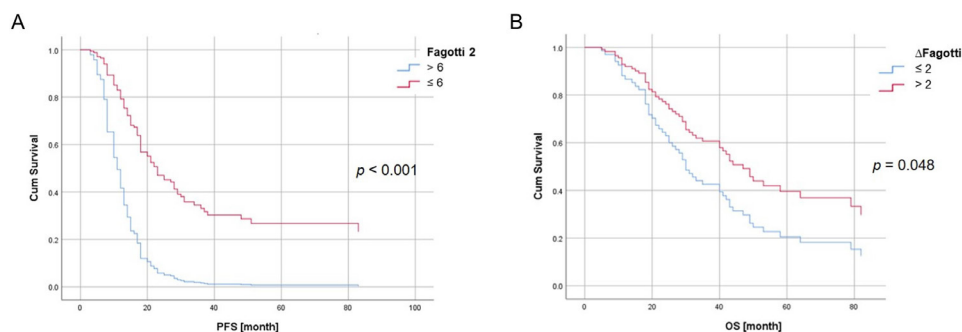 A
Fagotti 2
> 6
≤ 6
1.0
0.8
0.6
0.4
0.2
0.0
Cum Survival
p < 0.001
0 20 40 60 80 100
PFS [month]
B
ΔFagotti
≤ 2
> 2
1.0
0.8
0.6
0.4
0.2
0.0
Cum Survival
p = 0.048
0 20 40 60 80
OS [month]